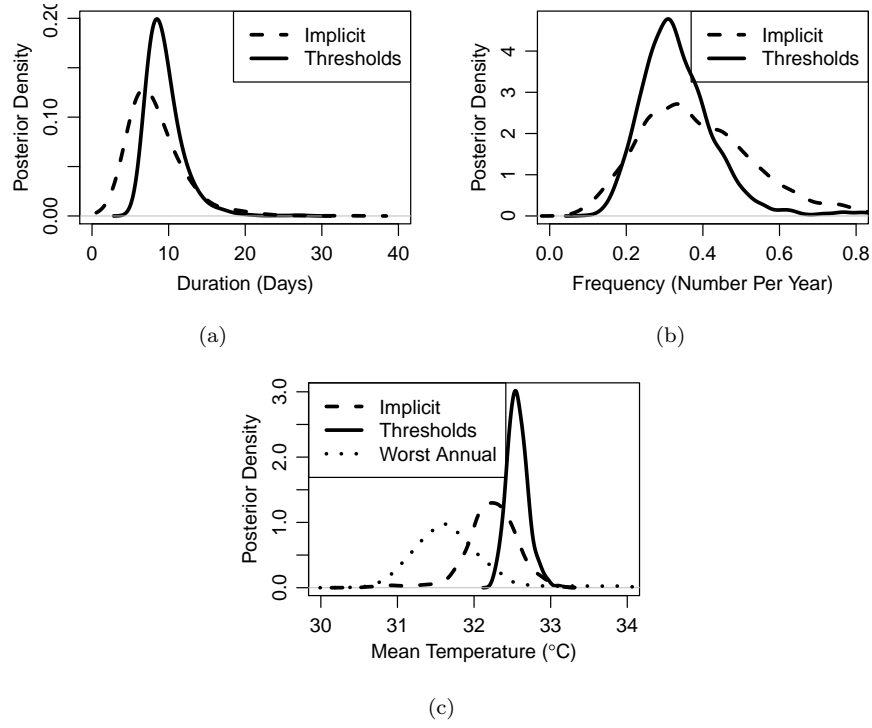 Posterior Density
0.00
0.10
0.20
Implicit
Thresholds
0
10
20
30
40
Duration (Days)
(a)
Posterior Density
0
1
2
3
4
Implicit
Thresholds
0.0
0.2
0.4
0.6
0.8
Frequency (Number Per Year)
(b)
Posterior Density
0.0
1.0
2.0
3.0
Implicit
Thresholds
Worst Annual
30
31
32
33
34
Mean Temperature (°C)
(c)